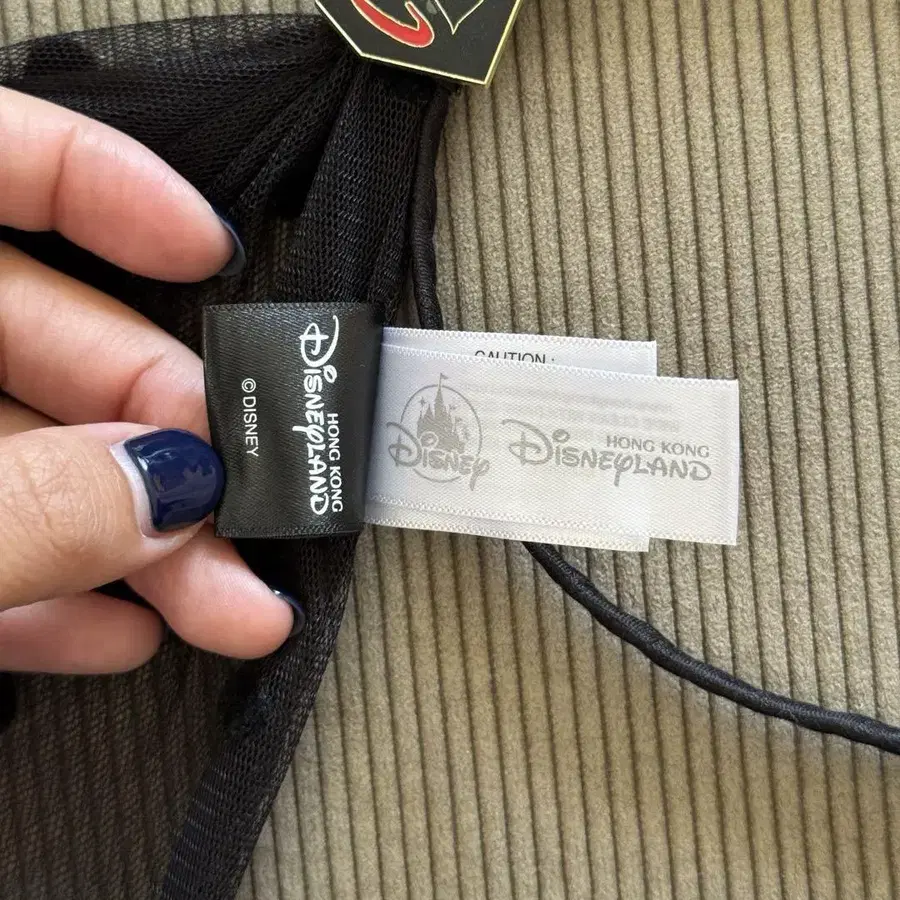 HONG KONG
DISNEYLAND
©DISNEY
CAUTION :
DISNEY
HONG KONG
DISNEYLAND